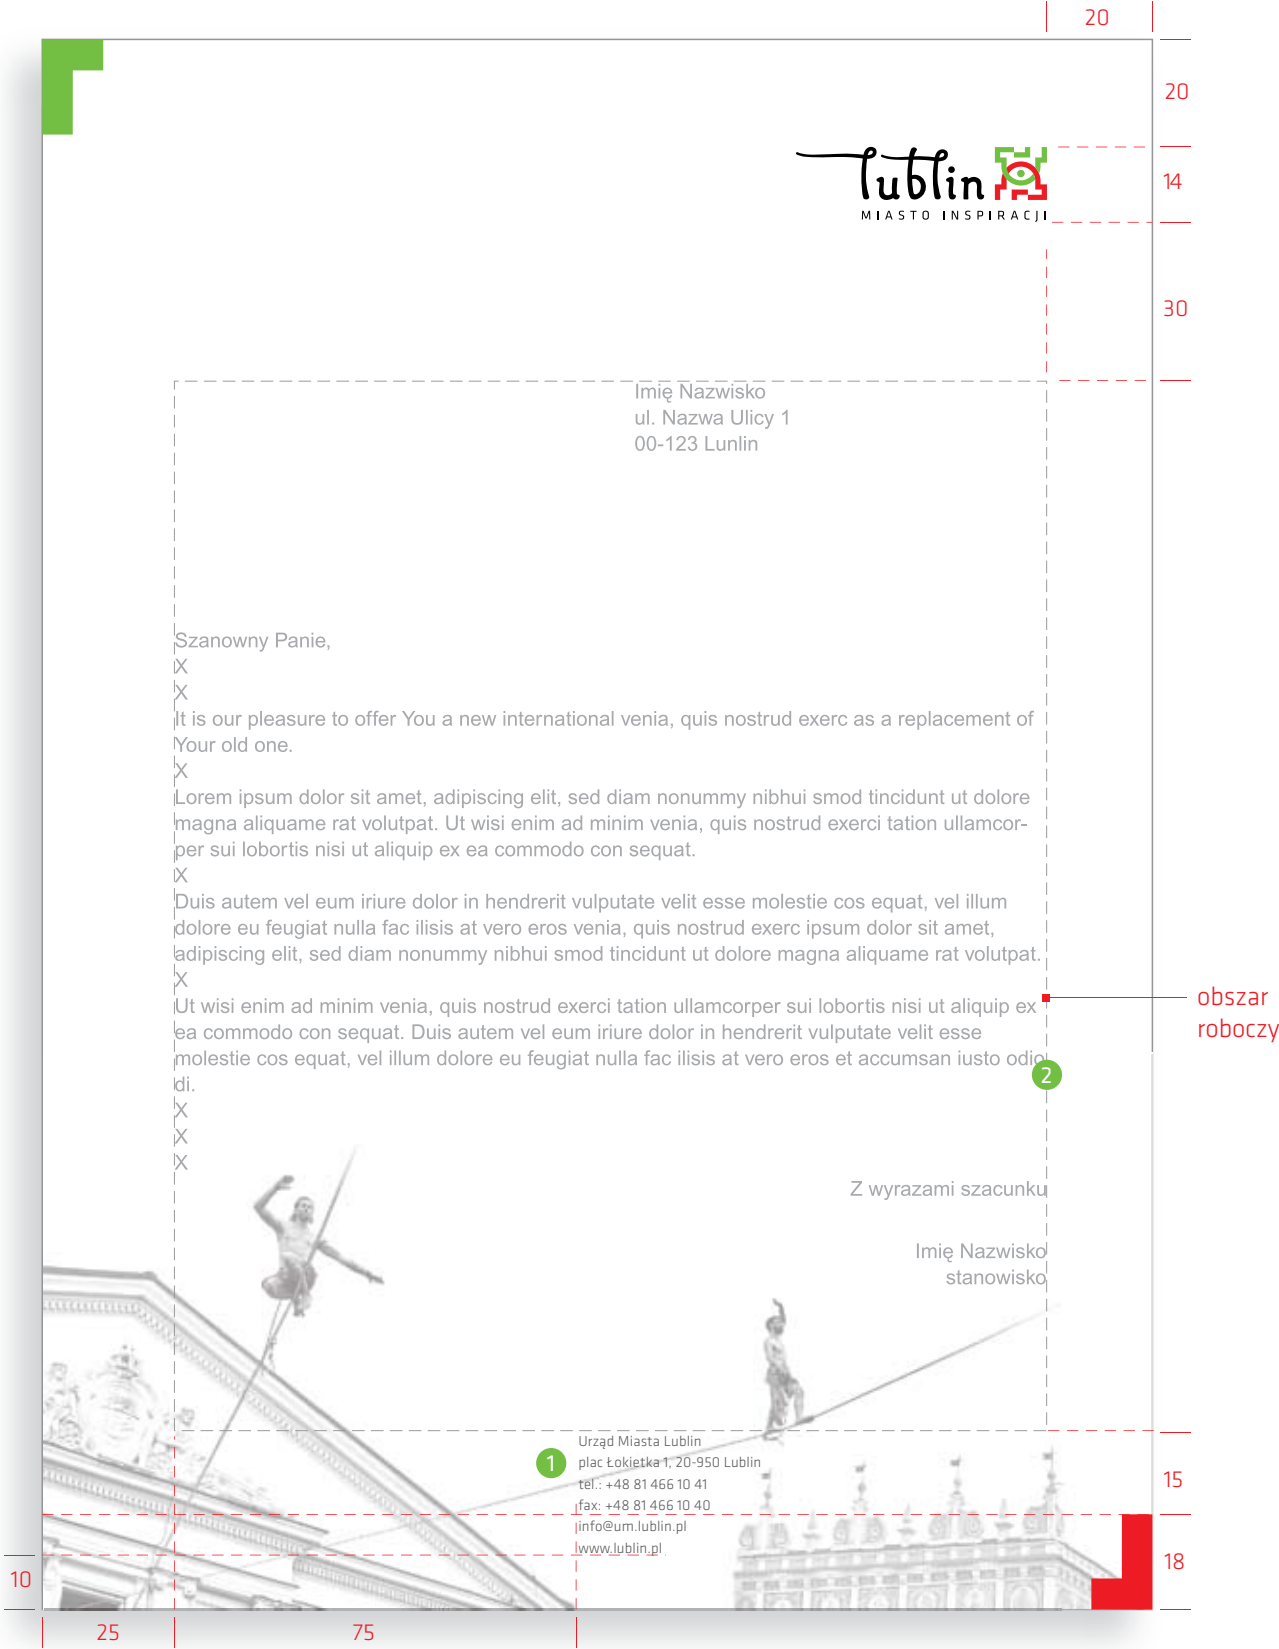 20
20
lublin
MIASTO INSPIRACJI
14
30
Imię Nazwisko
ul. Nazwa Ulicy 1
00-123 Lunlin
Szanowny Panie,
X
X
It is our pleasure to offer You a new international venia, quis nostrud exerc as a replacement of
Your old one.
X
Lorem ipsum dolor sit amet, adipiscing elit, sed diam nonummy nibhui smod tincidunt ut dolore
magna aliquame rat volutpat. Ut wisi enim ad minim venia, quis nostrud exerci tation ullamcor-
per sui lobortis nisi ut aliquip ex ea commodo con sequat.
X
Duis autem vel eum iriure dolor in hendrerit vulputate velit esse molestie cos equat, vel illum
dolore eu feugiat nulla fac ilisis at vero eros venia, quis nostrud exerc ipsum dolor sit amet,
adipiscing elit, sed diam nonummy nibhui smod tincidunt ut dolore magna aliquame rat volutpat.
X
Ut wisi enim ad minim venia, quis nostrud exerci tation ullamcorper sui lobortis nisi ut aliquip ex
ea commodo con sequat. Duis autem vel eum iriure dolor in hendrerit vulputate velit esse
molestie cos equat, vel illum dolore eu feugiat nulla fac ilisis at vero eros et accumsan iusto odio
di.
obszar
roboczy
2
X
X
X
Z wyrazami szacunku
Imię Nazwisko
stanowisko
1
Urząd Miasta Lublin
plac Łokietka 1, 20-950 Lublin
tel.: +48 81 466 10 41
fax: +48 81 466 10 40
info@um.lublin.pl
www.lublin.pl
15
18
10
25
75